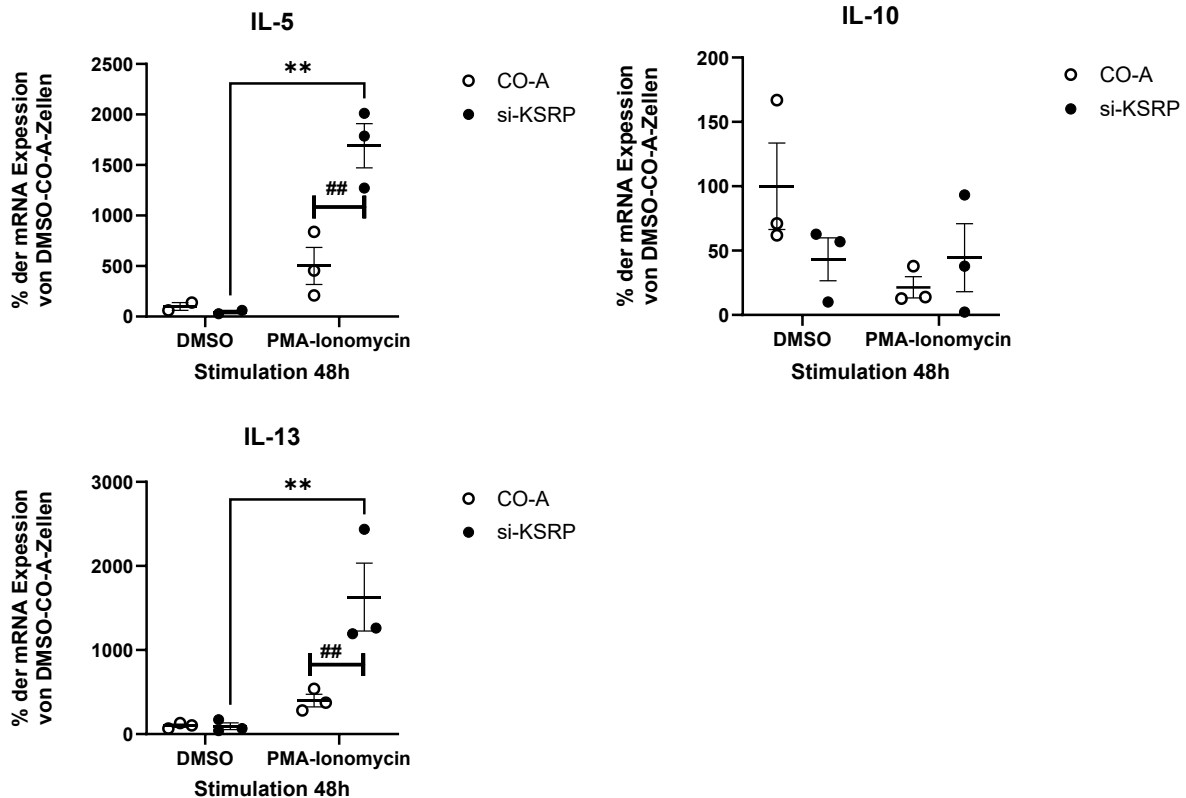 IL-5
% der mRNA Expession
von DMSO-CO-A-Zellen
2500
2000
1500
1000
500
0
**
##
CO-A
si-KSRP
DMSO
PMA-Ionomycin
Stimulation 48h
IL-10
% der mRNA Expession
von DMSO-CO-A-Zellen
200
150
100
50
0
CO-A
si-KSRP
DMSO
PMA-Ionomycin
Stimulation 48h
IL-13
% der mRNA Expession
von DMSO-CO-A-Zellen
3000
2000
1000
0
**
##
CO-A
si-KSRP
DMSO
PMA-Ionomycin
Stimulation 48h